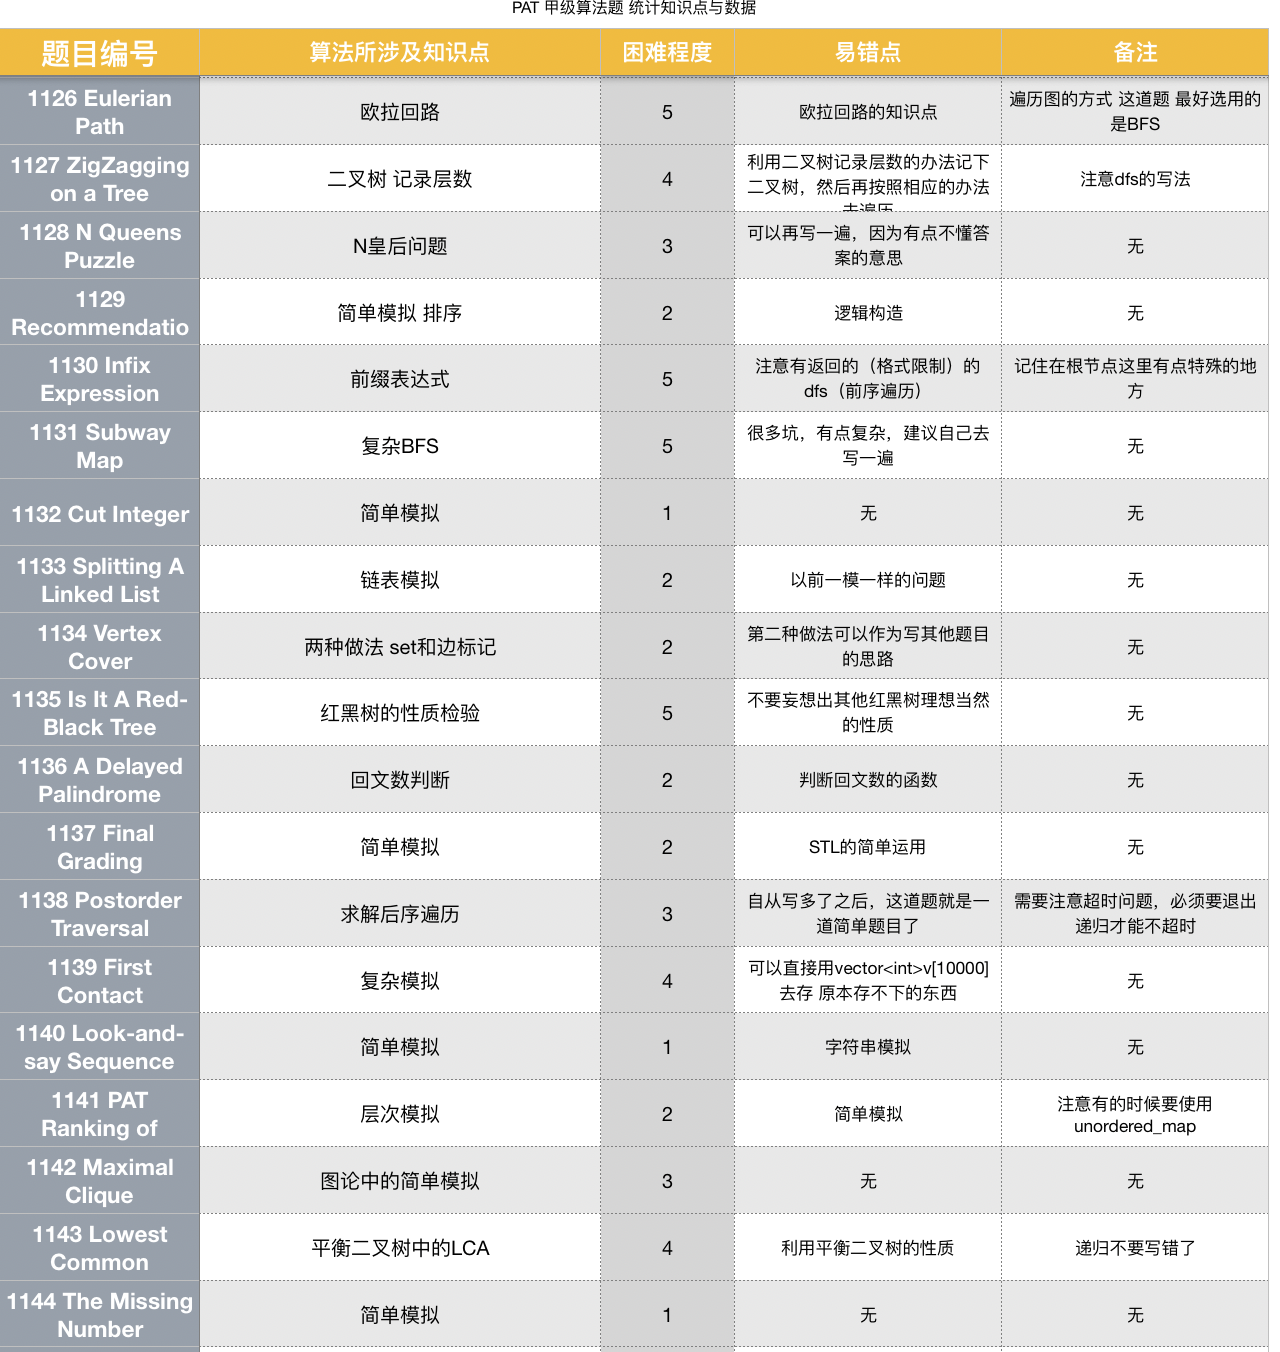 PAT 甲级算法题 统计知识点与数据
题目编号 算法所涉及知识点 困难程度 易错点 备注
1126 Eulerian
Path
欧拉回路
5
欧拉回路的知识点
遍历图的方式 这道题 最好选用的
是BFS
1127 ZigZagging
on a Tree
二叉树 记录层数
4
利用二叉树记录层数的办法记下
二叉树，然后再按照相应的办法
去遍历
注意dfs的写法
1128 N Queens
Puzzle
N皇后问题
3
可以再写一遍，因为有点不懂答
案的意思
无
1129
Recommendatio
简单模拟 排序
2
逻辑构造
无
1130 Infix
Expression
前缀表达式
5
注意有返回的（格式限制）的
dfs（前序遍历）
记住在根节点这里有点特殊的地
方
1131 Subway
Map
复杂BFS
5
很多坑，有点复杂，建议自己去
写一遍
无
1132 Cut Integer
简单模拟
1
无
无
1133 Splitting A
Linked List
链表模拟
2
以前一模一样的问题
无
1134 Vertex
Cover
两种做法 set和边标记
2
第二种做法可以作为写其他题目
的思路
无
1135 Is It A Red-
Black Tree
红黑树的性质检验
5
不要妄想出其他红黑树理想当然
的性质
无
1136 A Delayed
Palindrome
回文数判断
2
判断回文数的函数
无
1137 Final
Grading
简单模拟
2
STL的简单运用
无
1138 Postorder
Traversal
求解后序遍历
3
自从写多了之后，这道题就是一
道简单题目了
需要注意超时问题，必须要退出
递归才能不超时
1139 First
Contact
复杂模拟
4
可以直接用vector<int>v[10000]
去存 原本存不下的东西
无
1140 Look-and-
say Sequence
简单模拟
1
字符串模拟
无
1141 PAT
Ranking of
层次模拟
2
简单模拟
注意有的时候要使用
unordered_map
1142 Maximal
Clique
图论中的简单模拟
3
无
无
1143 Lowest
Common
平衡二叉树中的LCA
4
利用平衡二叉树的性质
递归不要写错了
1144 The Missing
Number
简单模拟
1
无
无